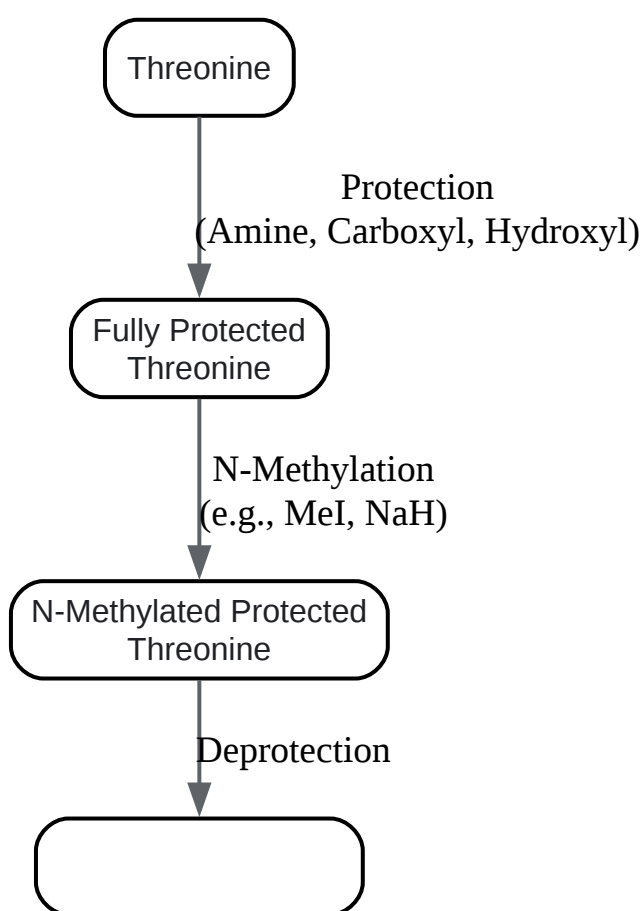 Threonine
Protection
(Amine, Carboxyl, Hydroxyl)
Fully Protected
Threonine
N-Methylation
(e.g., MeI, NaH)
N-Methylated Protected
Threonine
Deprotection